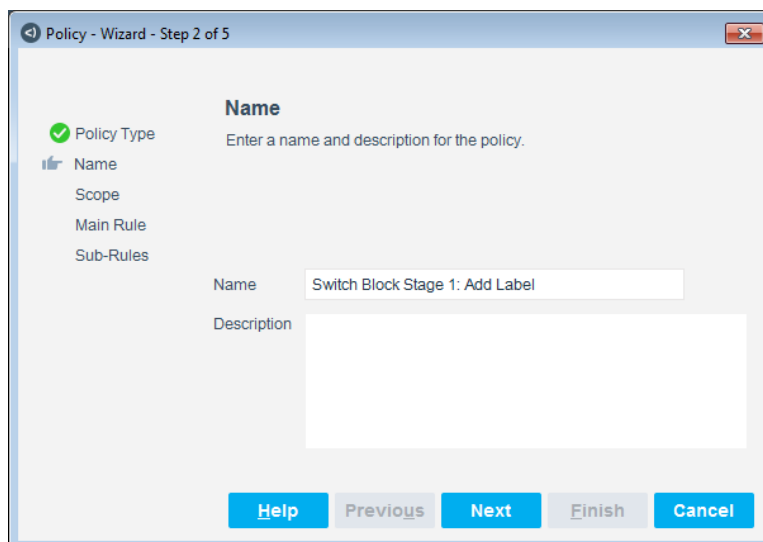 Policy - Wizard - Step 2 of 5
Policy Type
Name
Scope
Main Rule
Sub-Rules
Name
Enter a name and description for the policy.
Name Switch Block Stage 1: Add Label
Description
Help Previous Next Finish Cancel